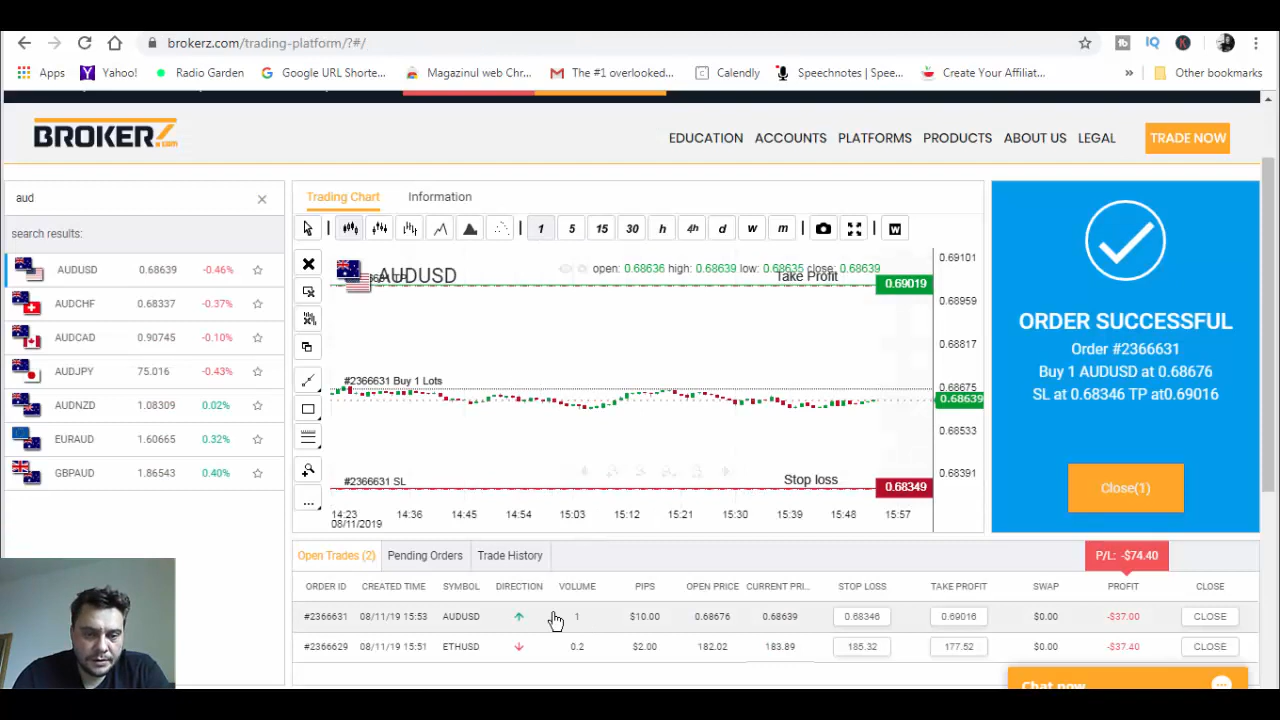 brokerz.com/trading-platform/?#/
Apps Yahoo! Radio Garden Google URL Shorte... Magazinul web Chr... The #1 overlooked... Calendly Speechnotes | Spee... Create Your Affiliat... » Other bookmarks
BROKERZ .com
EDUCATION ACCOUNTS PLATFORMS PRODUCTS ABOUT US LEGAL TRADE NOW
aud
search results:
AUDUSD 0.68639 -0.46%
AUDCHF 0.68337 -0.37%
AUDCAD 0.90745 -0.10%
AUDJPY 75.016 -0.43%
AUDNZD 1.08309 0.02%
EURAUD 1.60665 0.32%
GBPAUD 1.86543 0.40%
Trading Chart Information
1 5 15 30 h 4h d w m W
AUDUSD
open: 0.68636 high: 0.68639 low: 0.68635 close: 0.68639
Take Profit
#2366631 Buy 1 Lots
#2366631 SL
Stop loss
0.69101
0.69019
0.68959
0.68817
0.68675
0.68639
0.68533
0.68391
0.68349
14:23 14:36 14:45 14:54 15:03 15:12 15:21 15:30 15:39 15:48 15:57
08/11/2019
ORDER SUCCESSFUL
Order #2366631
Buy 1 AUDUSD at 0.68676
SL at 0.68346 TP at0.69016
Close(1)
Open Trades (2) Pending Orders Trade History P/L: -$74.40
ORDER ID CREATED TIME SYMBOL DIRECTION VOLUME PIPS OPEN PRICE CURRENT PRI... STOP LOSS TAKE PROFIT SWAP PROFIT CLOSE
#2366631 08/11/19 15:53 AUDUSD 1 $10.00 0.68676 0.68639 0.68346 0.69016 $0.00 -$37.00 CLOSE
#2366629 08/11/19 15:51 ETHUSD 0.2 $2.00 182.02 183.89 185.32 177.52 $0.00 -$37.40 CLOSE
Chat now